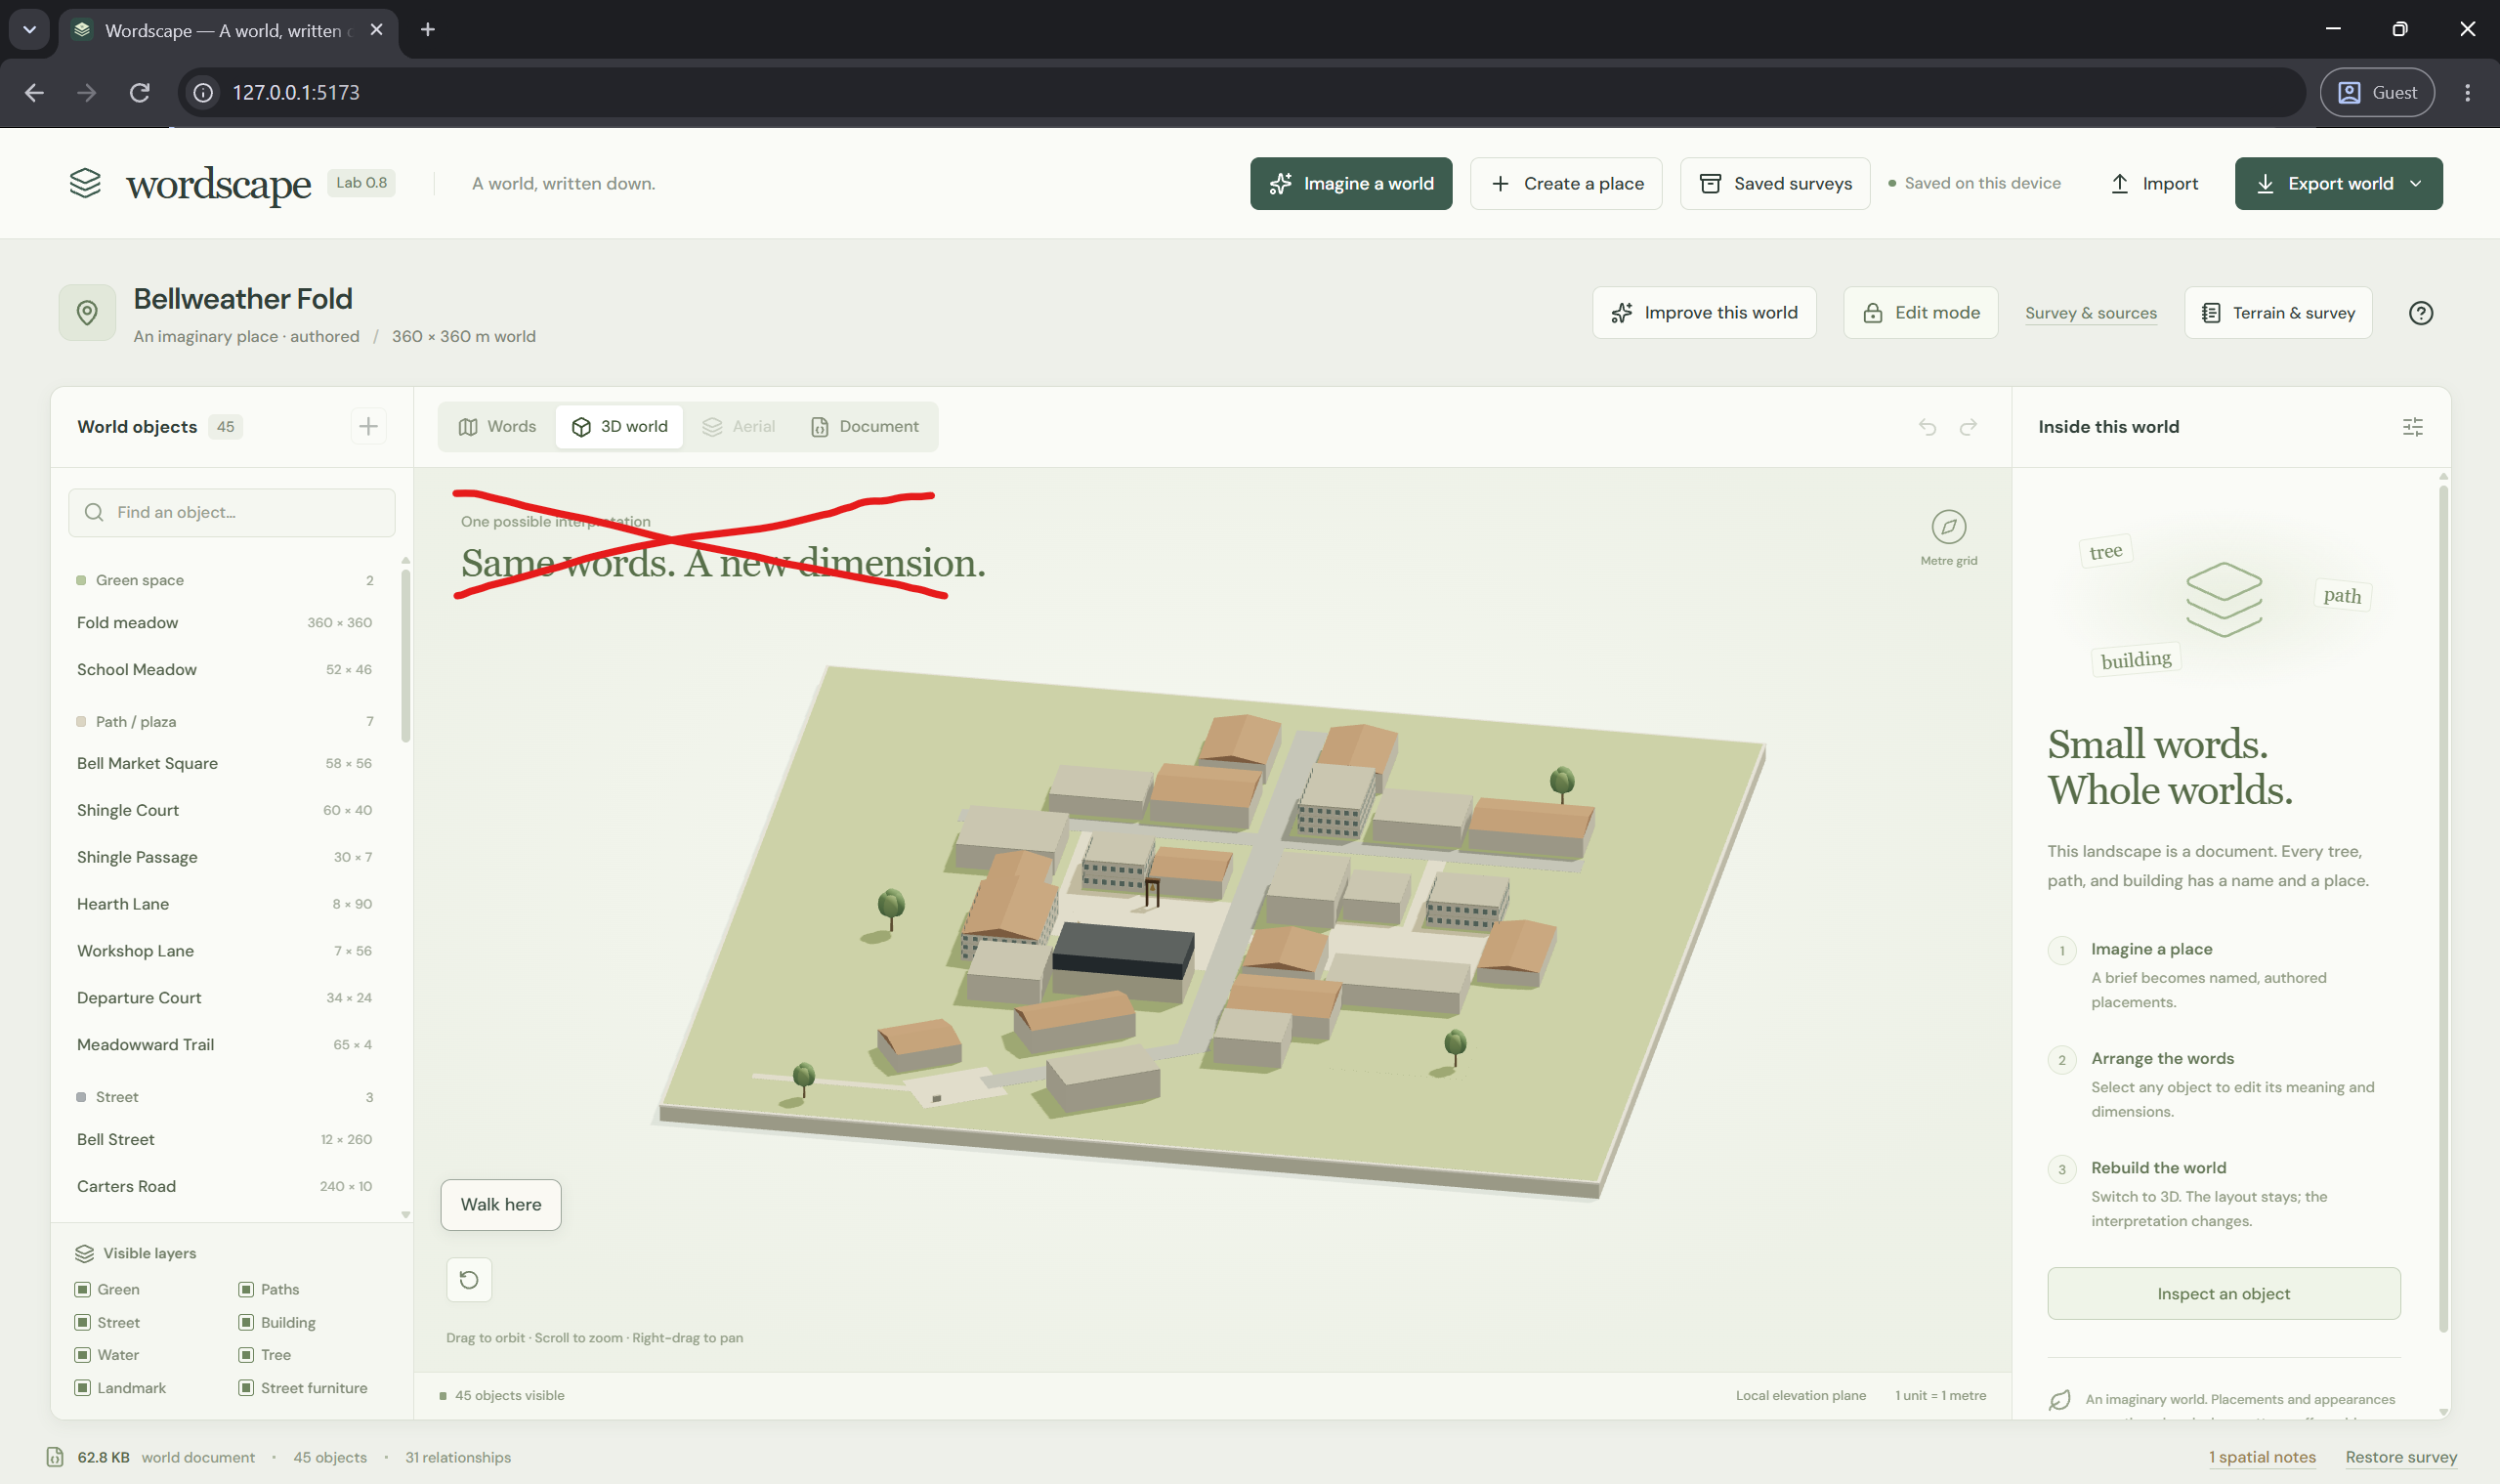 Wordscape — A world, written
127.0.0.1:5173
Guest
wordscape
Lab 0.8
A world, written down.
Imagine a world
Create a place
Saved surveys
Saved on this device
Import
Export world
Bellweather Fold
An imaginary place · authored / 360 × 360 m world
Improve this world
Edit mode
Survey & sources
Terrain & survey
World objects 45
Words
3D world
Aerial
Document
Inside this world
Find an object...
Green space 2
Fold meadow 360 × 360
School Meadow 52 × 46
Path / plaza 7
Bell Market Square 58 × 56
Shingle Court 60 × 40
Shingle Passage 30 × 7
Hearth Lane 8 × 90
Workshop Lane 7 × 56
Departure Court 34 × 24
Meadowward Trail 65 × 4
Street 3
Bell Street 12 × 260
Carters Road 240 × 10
Visible layers
Green
Paths
Street
Building
Water
Tree
Landmark
Street furniture
One possible interpretation
Same words. A new dimension.
Metre grid
Walk here
Drag to orbit · Scroll to zoom · Right-drag to pan
45 objects visible
Local elevation plane
1 unit = 1 metre
tree
path
building
Small words.
Whole worlds.
This landscape is a document. Every tree,
path, and building has a name and a place.
1 Imagine a place
A brief becomes named, authored
placements.
2 Arrange the words
Select any object to edit its meaning and
dimensions.
3 Rebuild the world
Switch to 3D. The layout stays; the
interpretation changes.
Inspect an object
An imaginary world. Placements and appearances
62.8 KB world document · 45 objects · 31 relationships
1 spatial notes
Restore survey